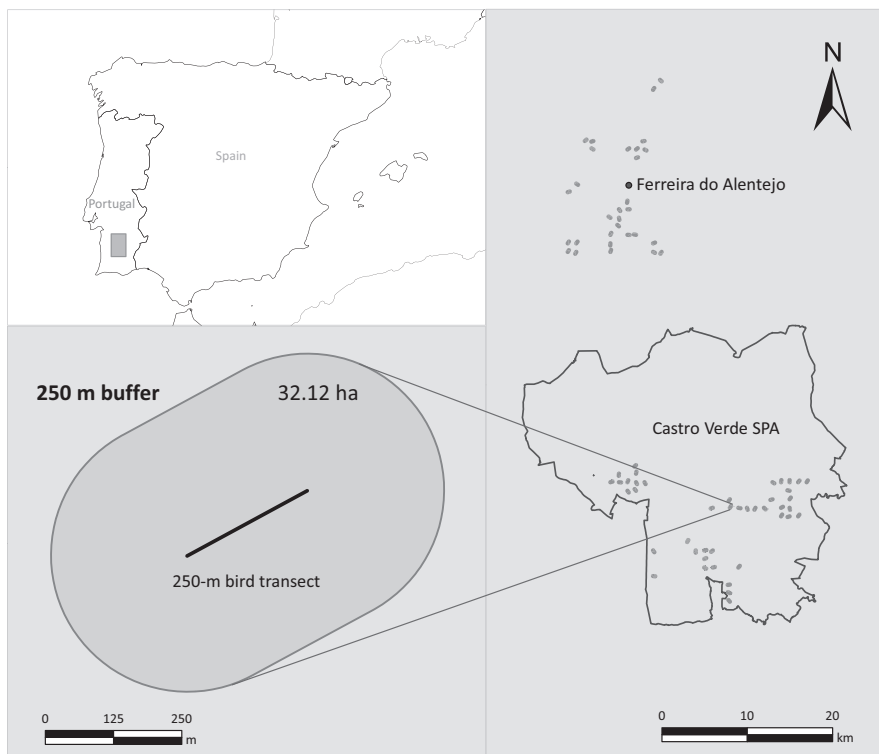 Spain
Portugal
N
Ferreira do Alentejo
250 m buffer
32.12 ha
250-m bird transect
0 125 250
m
Castro Verde SPA
0 10 20
km